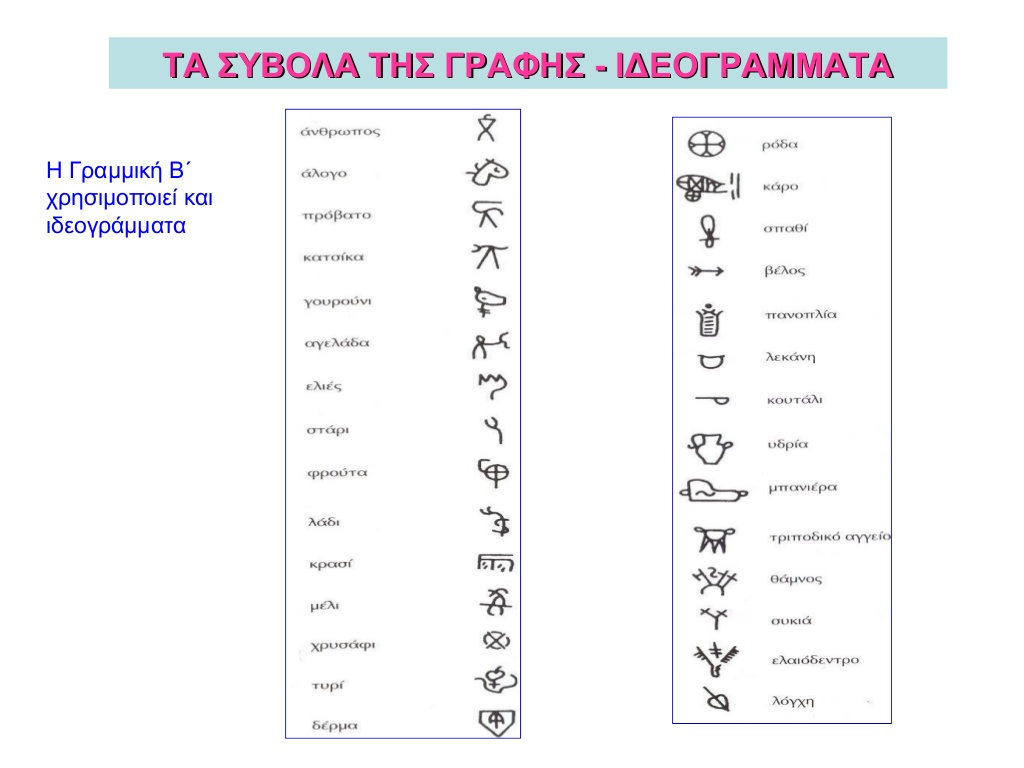 ΤΑ ΣΥΒΟΛΑ ΤΗΣ ΓΡΑΦΗΣ - ΙΔΕΟΓΡΑΜΜΑΤΑ
Η Γραμμική Β΄
χρησιμοποιεί και
ιδεογράμματα
άνθρωπος
άλογο
πρόβατο
κατσίκα
γουρούνι
αγελάδα
ελιές
στάρι
φρούτα
λάδι
κρασί
μέλι
χρυσάφι
τυρί
δέρμα
ρόδα
κάρο
σπαθί
βέλος
πανοπλία
λεκάνη
κουτάλι
υδρία
μπανιέρα
τριποδικό αγγείο
θάμνος
συκιά
ελαιόδεντρο
λόγχη